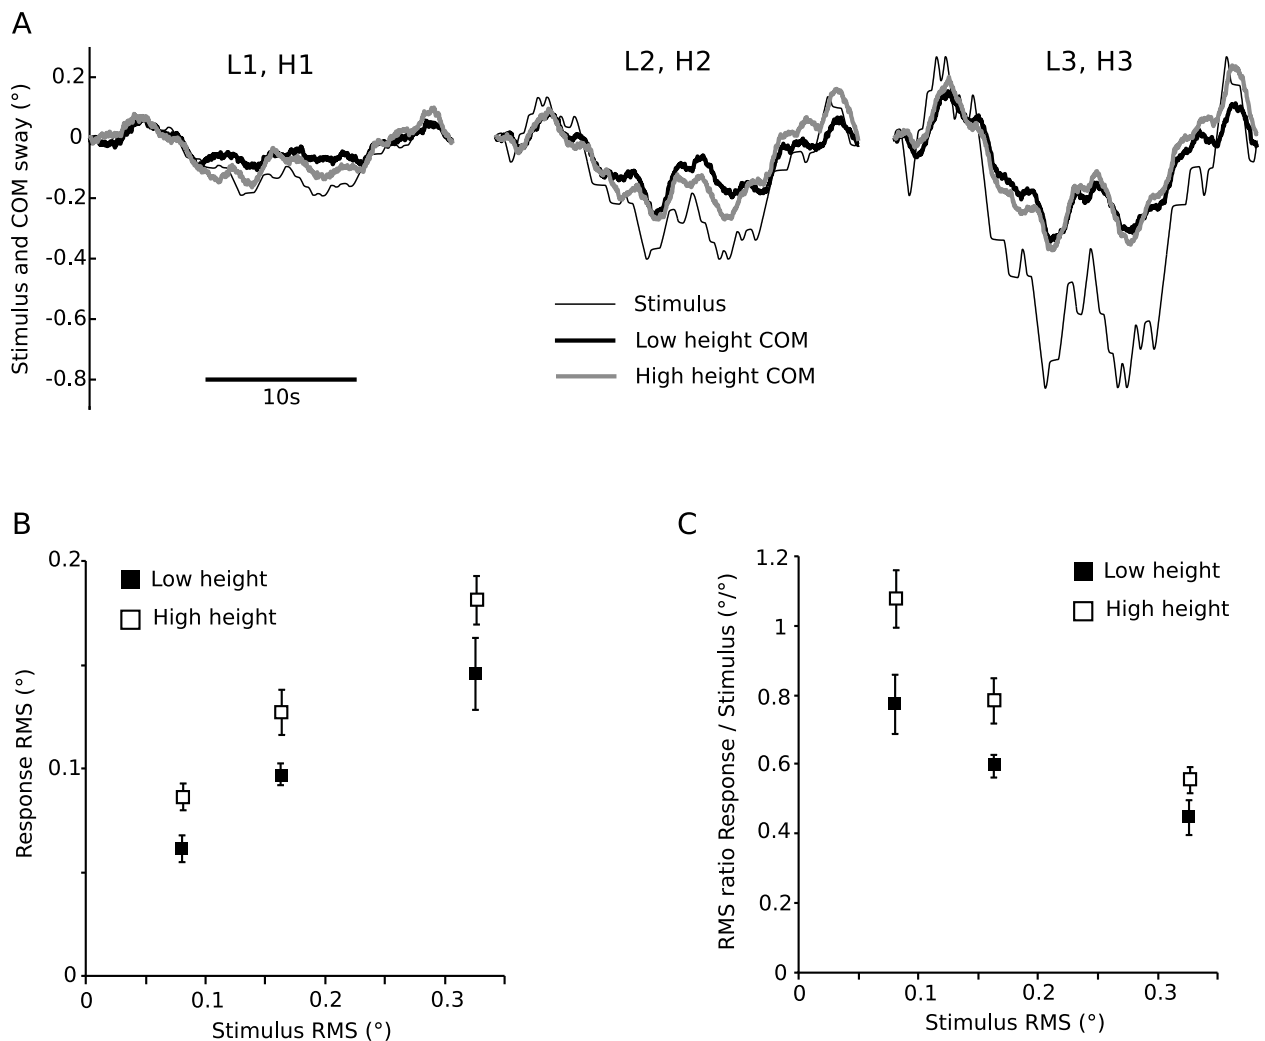 A
L1, H1
L2, H2
L3, H3
Stimulus and COM sway (°)
0.2
0
-0.2
-0.4
-0.6
-0.8
10s
Stimulus
Low height COM
High height COM
B
Low height
High height
Response RMS (°)
0.2
0.1
0
0
0.1
0.2
0.3
Stimulus RMS (°)
C
Low height
High height
RMS ratio Response / Stimulus (°/°)
1.2
1
0.8
0.6
0.4
0.2
0
0
0.1
0.2
0.3
Stimulus RMS (°)